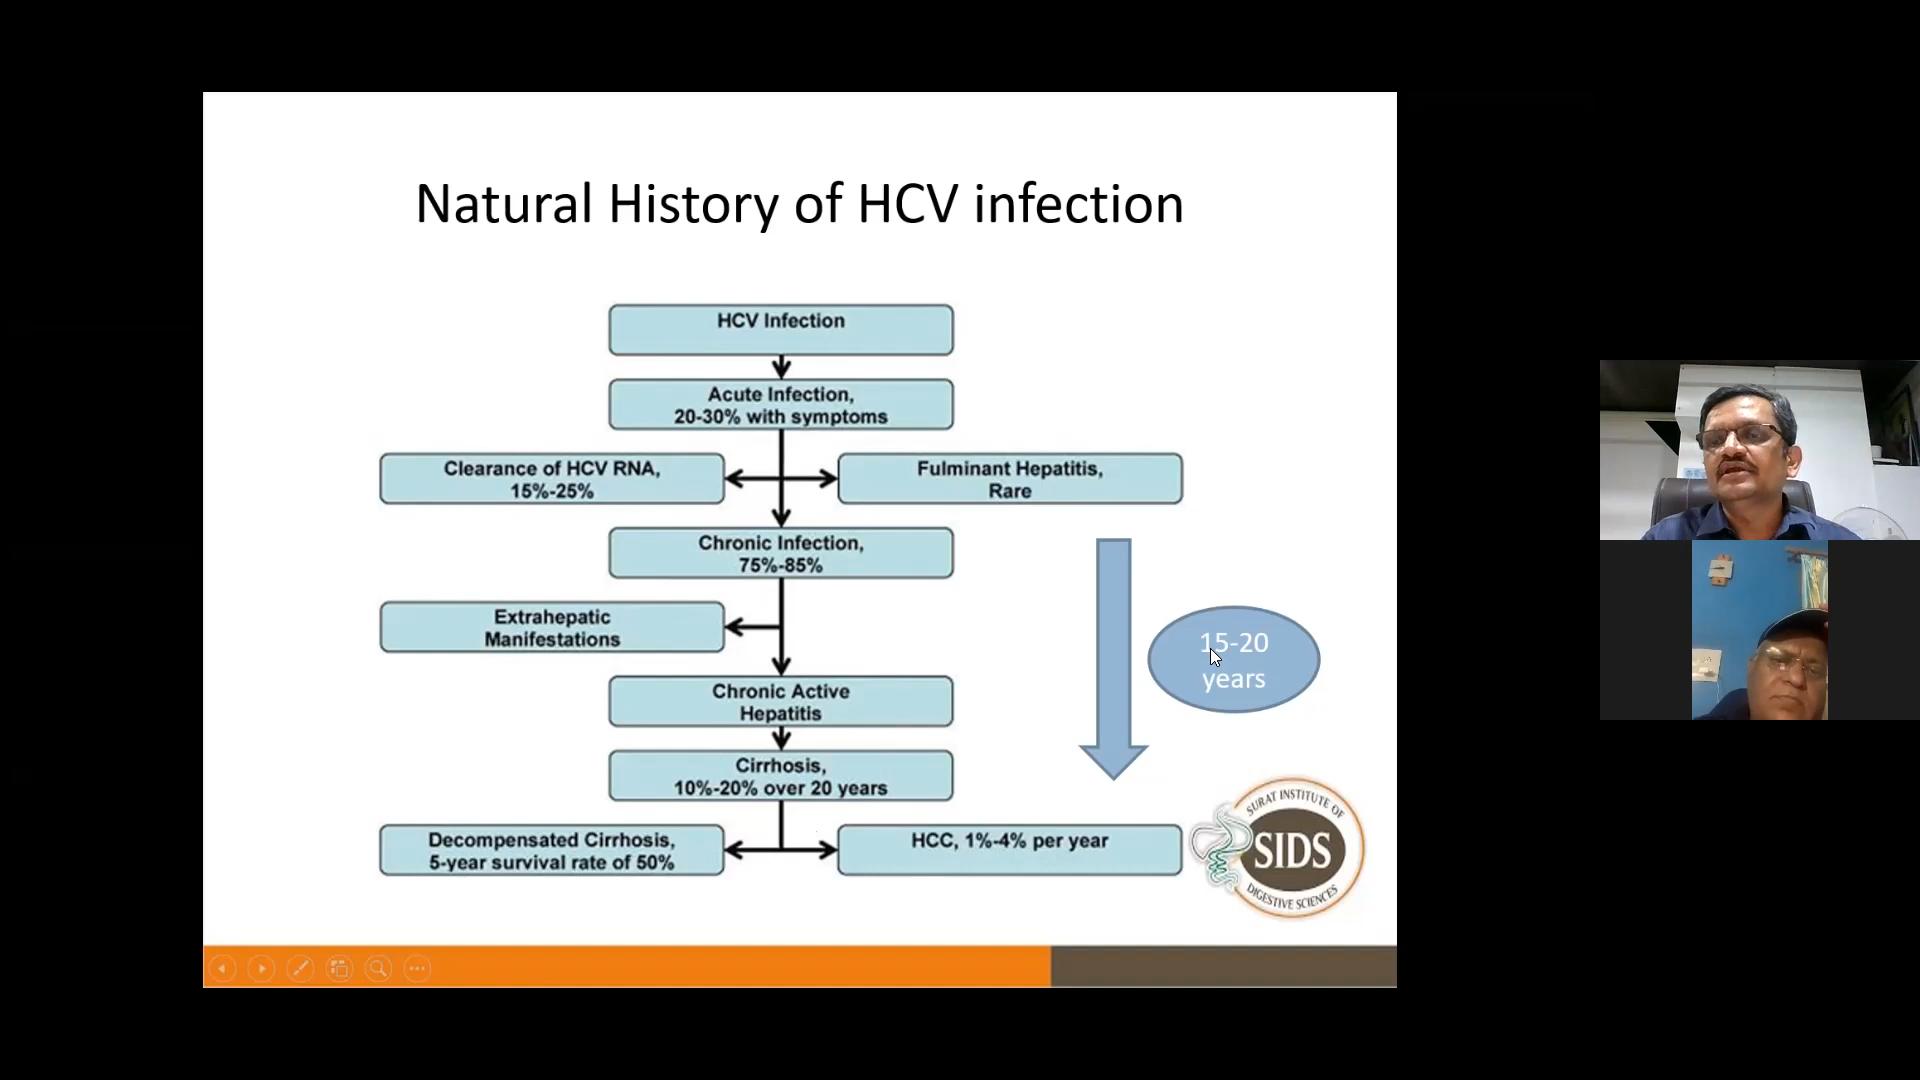 Natural History of HCV infection
HCV Infection
Acute Infection,
20-30% with symptoms
Clearance of HCV RNA,
15%-25%
Fulminant Hepatitis,
Rare
Chronic Infection,
75%-85%
Extrahepatic
Manifestations
15-20
years
Chronic Active
Hepatitis
Cirrhosis,
10%-20% over 20 years
Decompensated Cirrhosis,
5-year survival rate of 50%
HCC, 1%-4% per year
SURAT INSTITUTE OF
SIDS
DIGESTIVE SCIENCES